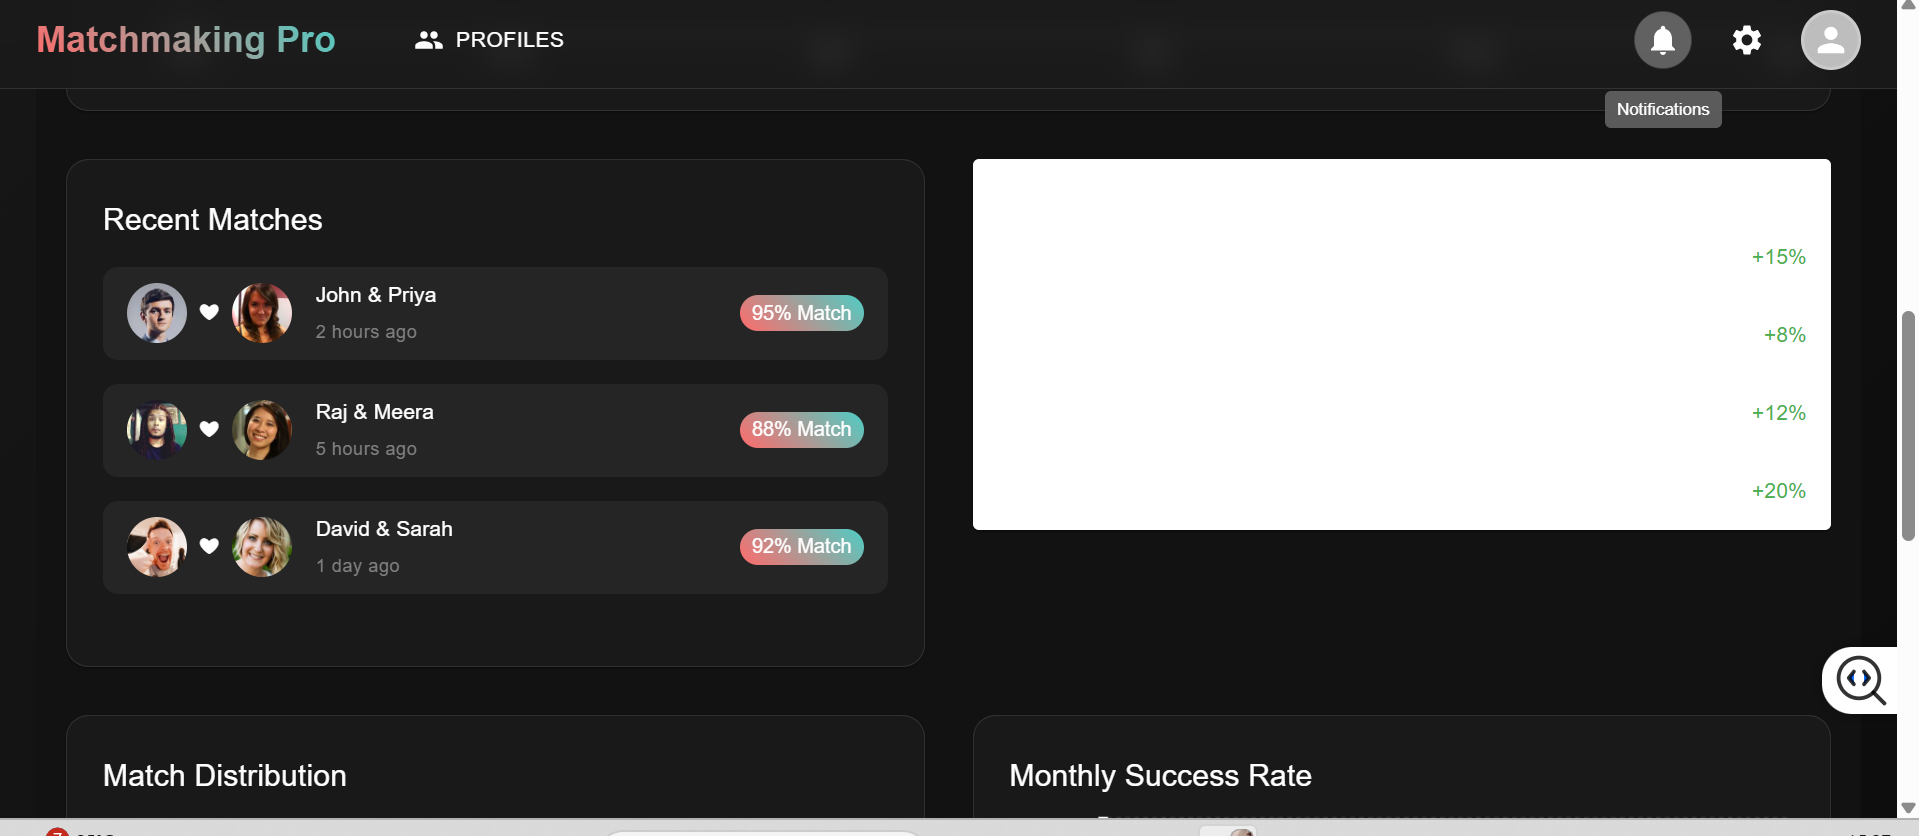 Matchmaking Pro
PROFILES
Notifications
Recent Matches
John & Priya
2 hours ago
95% Match
Raj & Meera
5 hours ago
88% Match
David & Sarah
1 day ago
92% Match
+15%
+8%
+12%
+20%
Match Distribution
Monthly Success Rate